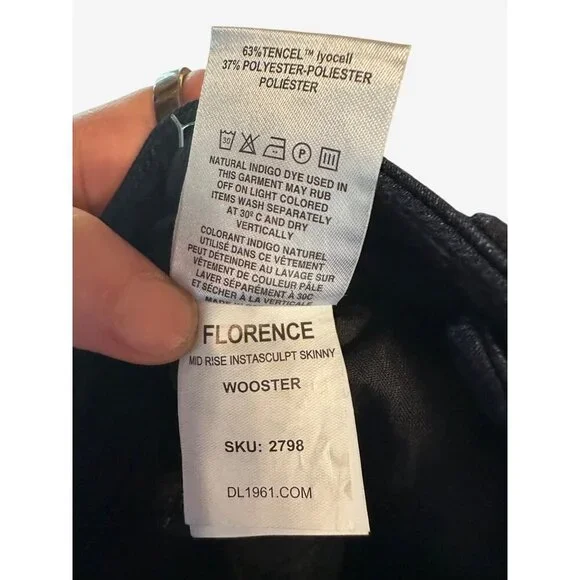 63%TENCEL™ lyocell
37% POLYESTER-POLIESTER
POLIÉSTER
30
P
NATURAL INDIGO DYE USED IN
THIS GARMENT MAY RUB
OFF ON LIGHT COLORED
ITEMS WASH SEPARATELY
AT 30º C AND DRY
VERTICALLY
COLORANT INDIGO NATUREL
UTILISÉ DANS CE VÊTEMENT
PEUT DÉTEINDRE AU LAVAGE SUR
VÊTEMENT DE COULEUR PÂLE
LAVER SÉPARÉMENT À 30C
ET SÉCHER À LA VERTICALE
FLORENCE
MID RISE INSTASCULPT SKINNY
WOOSTER
SKU: 2798
DL1961.COM